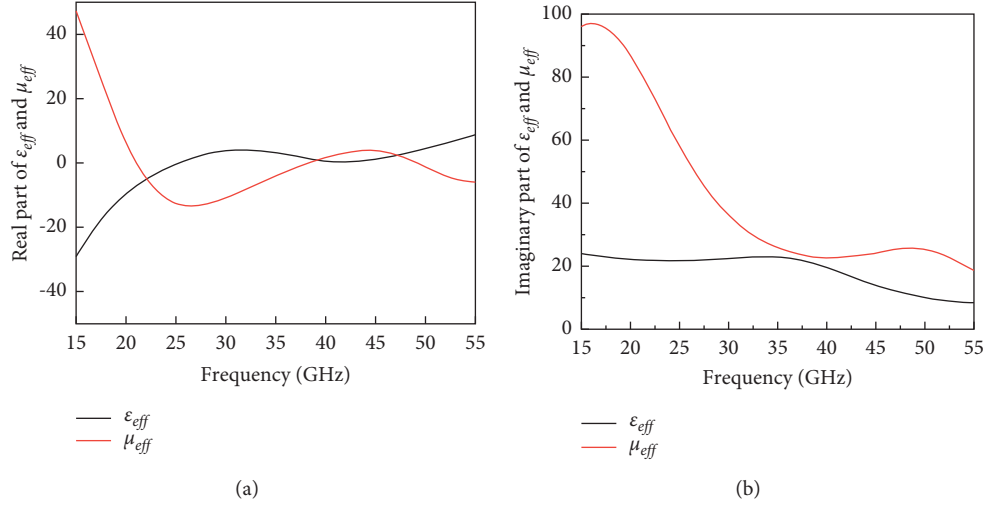 Real part of εeff and μeff
40
20
0
-20
-40
15 20 25 30 35 40 45 50 55
Frequency (GHz)
εeff
μeff
(a)
Imaginary part of εeff and μeff
100
80
60
40
20
0
15 20 25 30 35 40 45 50 55
Frequency (GHz)
εeff
μeff
(b)